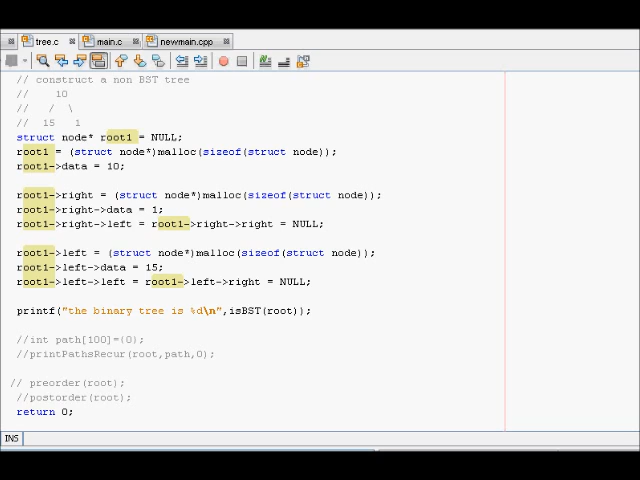 tree.c main.c newmain.cpp
// construct a non BST tree
// 10
// / \
// 15 1
struct node* root1 = NULL;
root1 = (struct node*)malloc(sizeof(struct node));
root1->data = 10;
root1->right = (struct node*)malloc(sizeof(struct node));
root1->right->data = 1;
root1->right->left = root1->right->right = NULL;
root1->left = (struct node*)malloc(sizeof(struct node));
root1->left->data = 15;
root1->left->left = root1->left->right = NULL;
printf("the binary tree is %d\n",isBST(root));
//int path[100]={0};
//printPathsRecur(root,path,0);
// preorder(root);
//postorder(root);
return 0;
INS